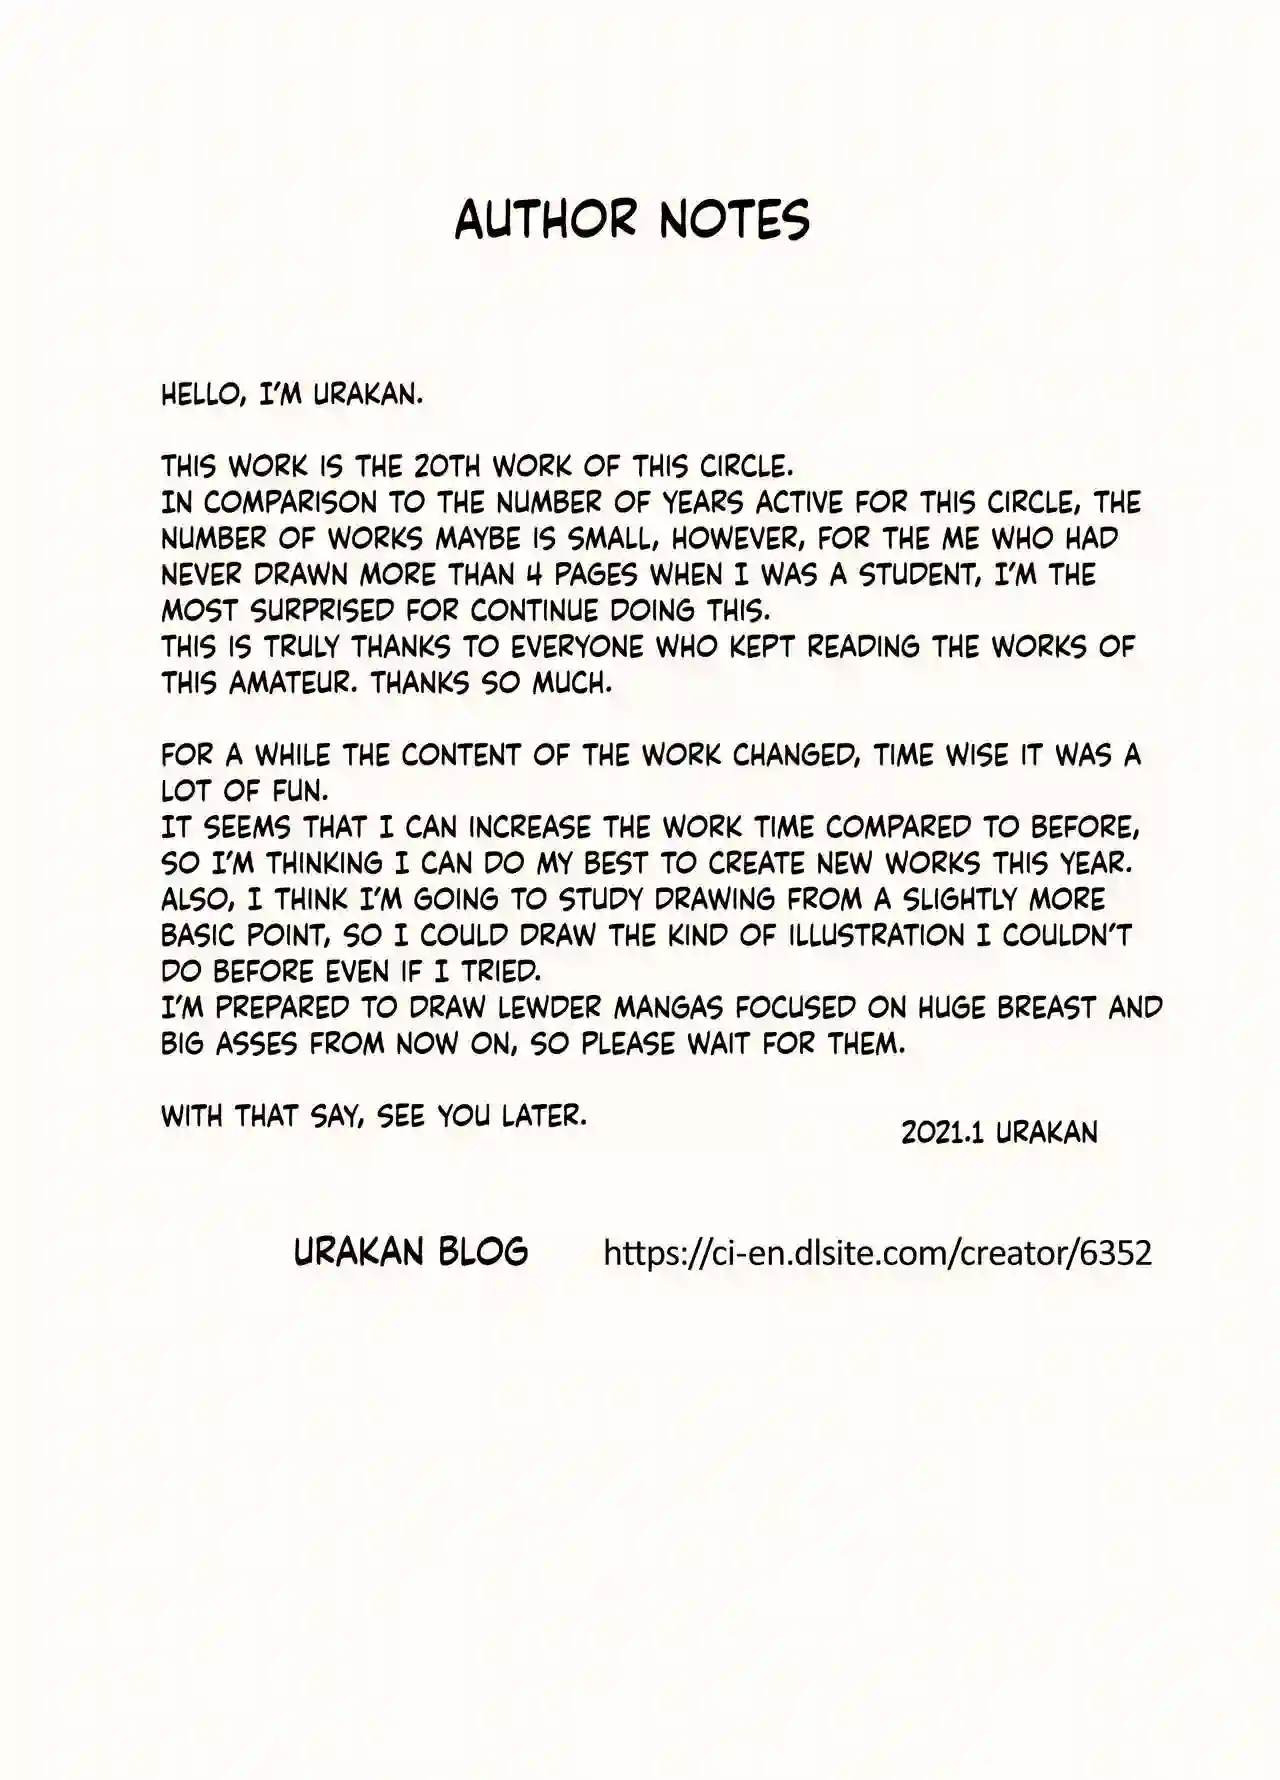 AUTHOR NOTES
HELLO, I'M URAKAN.
THIS WORK IS THE 20TH WORK OF THIS CIRCLE.
IN COMPARISON TO THE NUMBER OF YEARS ACTIVE FOR THIS CIRCLE, THE
NUMBER OF WORKS MAYBE IS SMALL, HOWEVER, FOR THE ME WHO HAD
NEVER DRAWN MORE THAN 4 PAGES WHEN I WAS A STUDENT, I'M THE
MOST SURPRISED FOR CONTINUE DOING THIS.
THIS IS TRULY THANKS TO EVERYONE WHO KEPT READING THE WORKS OF
THIS AMATEUR. THANKS SO MUCH.
FOR A WHILE THE CONTENT OF THE WORK CHANGED, TIME WISE IT WAS A
LOT OF FUN.
IT SEEMS THAT I CAN INCREASE THE WORK TIME COMPARED TO BEFORE,
SO I'M THINKING I CAN DO MY BEST TO CREATE NEW WORKS THIS YEAR.
ALSO, I THINK I'M GOING TO STUDY DRAWING FROM A SLIGHTLY MORE
BASIC POINT, SO I COULD DRAW THE KIND OF ILLUSTRATION I COULDN'T
DO BEFORE EVEN IF I TRIED.
I'M PREPARED TO DRAW LEWDER MANGAS FOCUSED ON HUGE BREAST AND
BIG ASSES FROM NOW ON, SO PLEASE WAIT FOR THEM.
WITH THAT SAY, SEE YOU LATER.
2021.1 URAKAN
URAKAN BLOG https://ci-en.dlsite.com/creator/6352